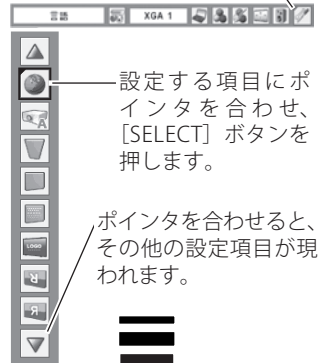 言語
XGA 1
設定する項目にポ
インタを合わせ、
［SELECT］ボタンを
押します。
LOGO
ポインタを合わせると、
その他の設定項目が現
われます。